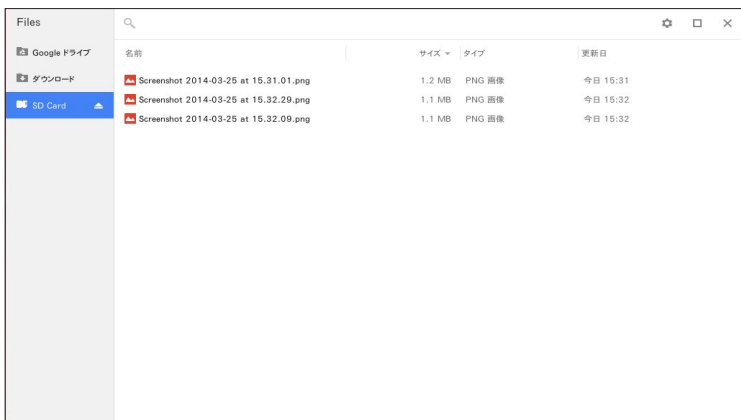 Files
Google ドライブ
ダウンロード
SD Card
名前 サイズ タイプ 更新日
Screenshot 2014-03-25 at 15.31.01.png 1.2 MB PNG 画像 今日 15:31
Screenshot 2014-03-25 at 15.32.29.png 1.1 MB PNG 画像 今日 15:32
Screenshot 2014-03-25 at 15.32.09.png 1.1 MB PNG 画像 今日 15:32